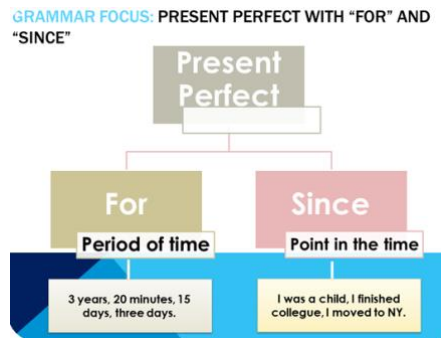 GRAMMAR FOCUS: PRESENT PERFECT WITH "FOR" AND
"SINCE"
Present
Perfect
For
Period of time
Since
Point in the time
3 years, 20 minutes, 15
days, three days.
I was a child, I finished
collegue, I moved to NY.